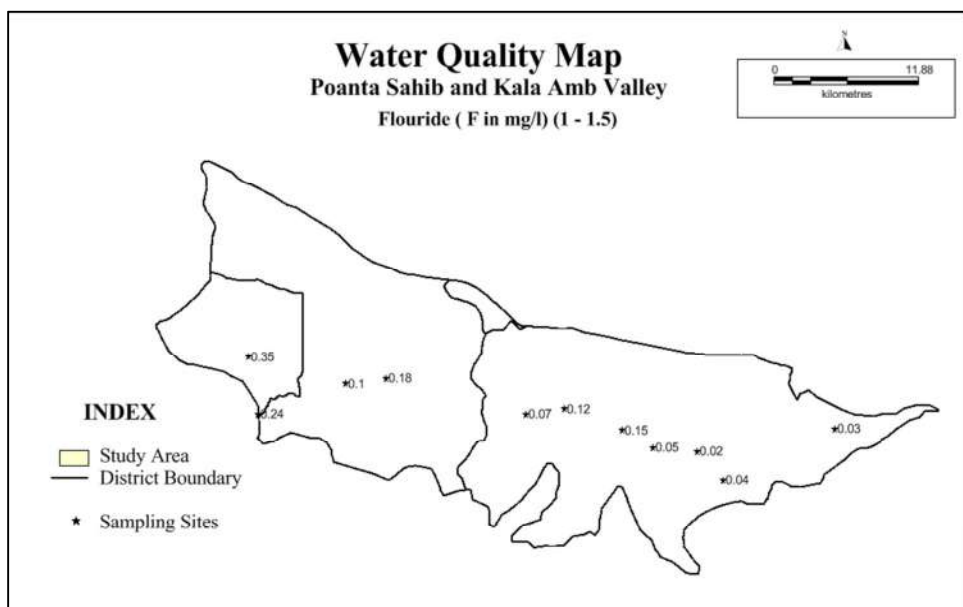 Water Quality Map
Poanta Sahib and Kala Amb Valley
Flouride ( F in mg/l) (1 - 1.5)
N
0 11.88
kilometres
0.35
0.24
0.1
0.18
0.07
0.12
0.15
0.05
0.02
0.04
0.03
INDEX
Study Area
District Boundary
Sampling Sites